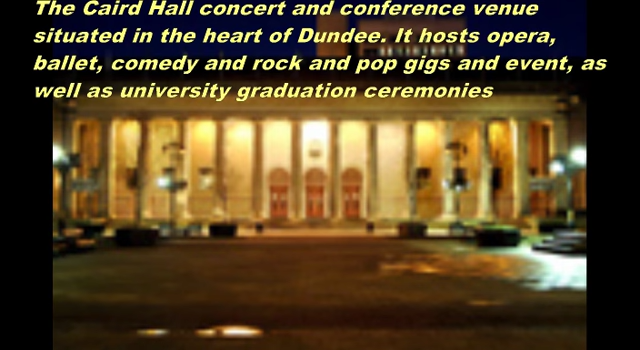 The Caird Hall concert and conference venue
situated in the heart of Dundee. It hosts opera,
ballet, comedy and rock and pop gigs and event, as
well as university graduation ceremonies